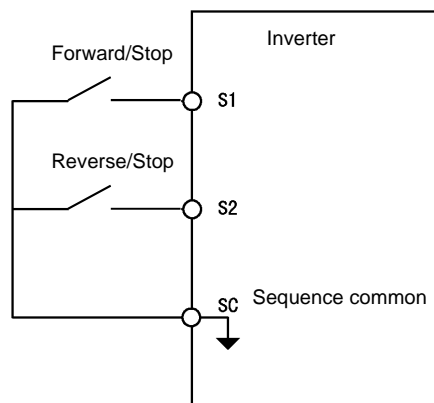 Inverter
Forward/Stop
S1
Reverse/Stop
S2
SC Sequence common